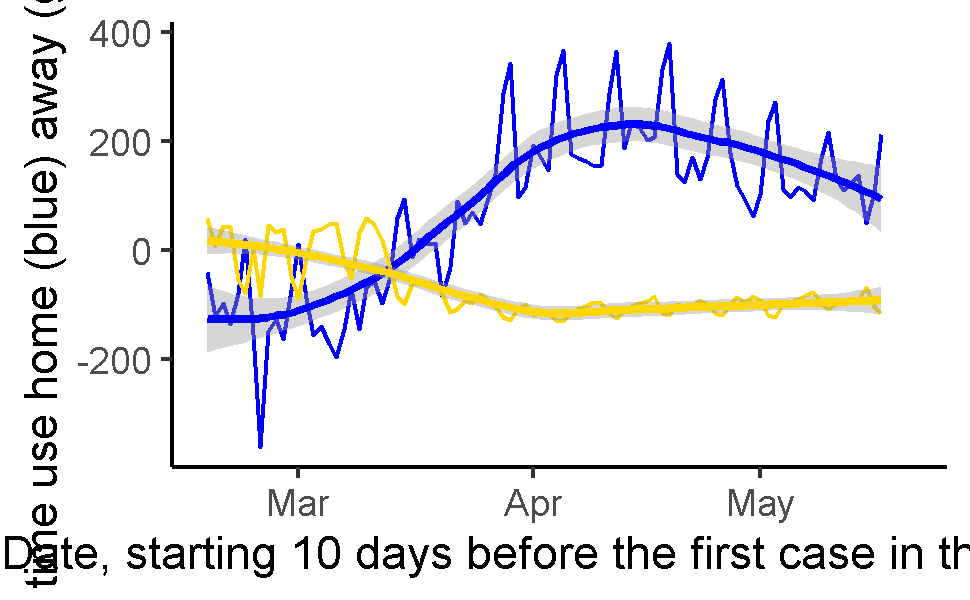 time use home (blue) away (
400
200
0
-200
Mar Apr May
Date, starting 10 days before the first case in th